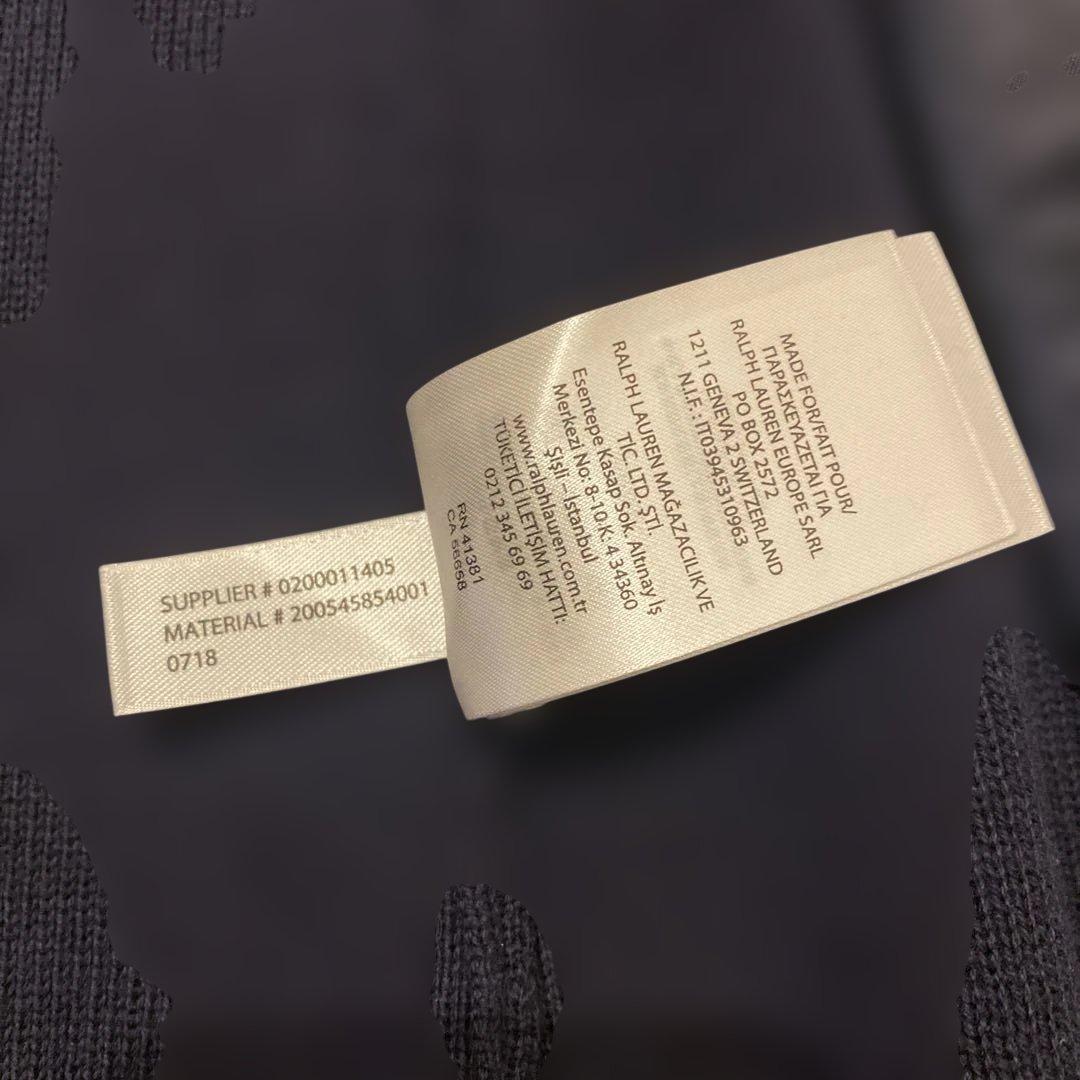 MADE FOR/FAIT POUR/
ΠΑΡΑΣΚΕΥΑΖΕΤΑΙ ΓΙΑ
RALPH LAUREN EUROPE SARL
PO BOX 2572
1211 GENEVA 2 SWITZERLAND
N.I.F. : IT03945310963
RALPH LAUREN MAĞAZACILIK VE
TİC. LTD. ŞTİ.
Esentepe Kasap Sok. Altınay İş
Merkezi No: 8-10 K: 4 34360
Şişli – İstanbul
www.ralphlauren.com.tr
TÜKETİCİ İLETİŞİM HATTI:
0212 345 69 69
RN 41381
CA 56668
SUPPLIER # 0200011405
MATERIAL # 200545854001
0718